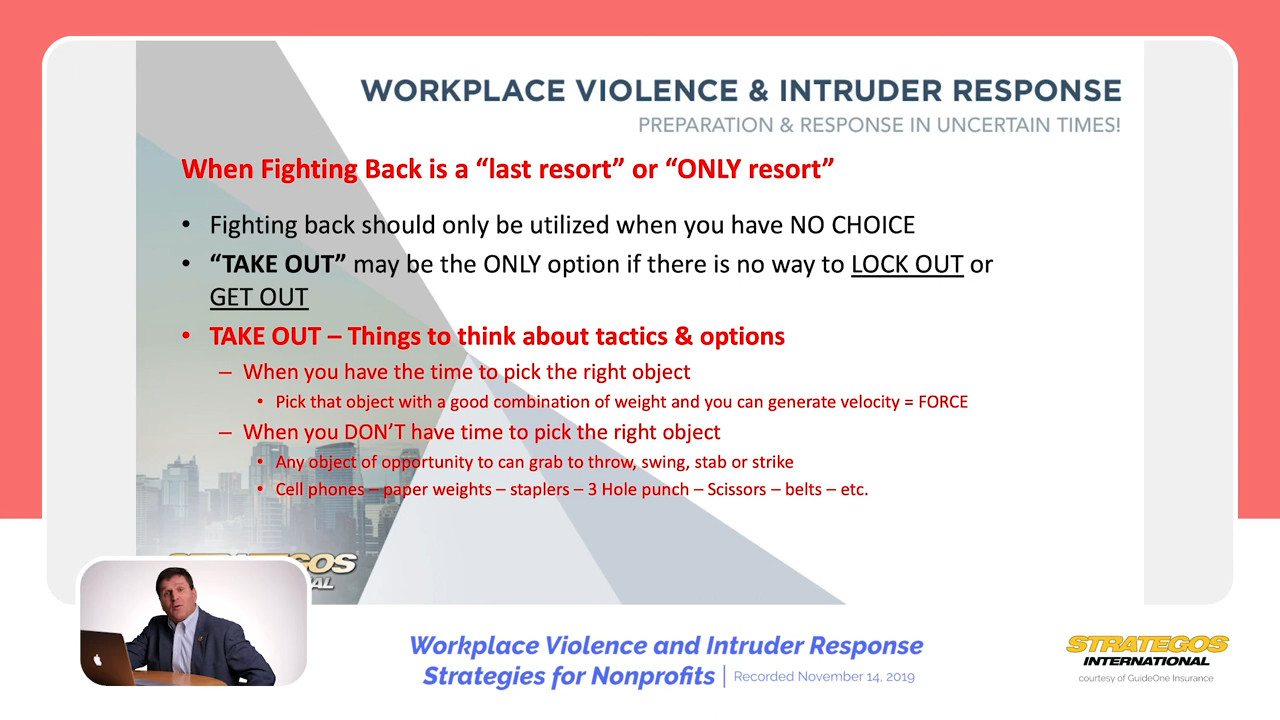 WORKPLACE VIOLENCE & INTRUDER RESPONSE
PREPARATION & RESPONSE IN UNCERTAIN TIMES!
When Fighting Back is a “last resort” or “ONLY resort”
• Fighting back should only be utilized when you have NO CHOICE
• “TAKE OUT” may be the ONLY option if there is no way to LOCK OUT or
GET OUT
• TAKE OUT – Things to think about tactics & options
– When you have the time to pick the right object
• Pick that object with a good combination of weight and you can generate velocity = FORCE
– When you DON’T have time to pick the right object
• Any object of opportunity to can grab to throw, swing, stab or strike
• Cell phones – paper weights – staplers – 3 Hole punch – Scissors – belts – etc.
Workplace Violence and Intruder Response
Strategies for Nonprofits | Recorded November 14, 2019
STRATEGOS
INTERNATIONAL
courtesy of GuideOne Insurance